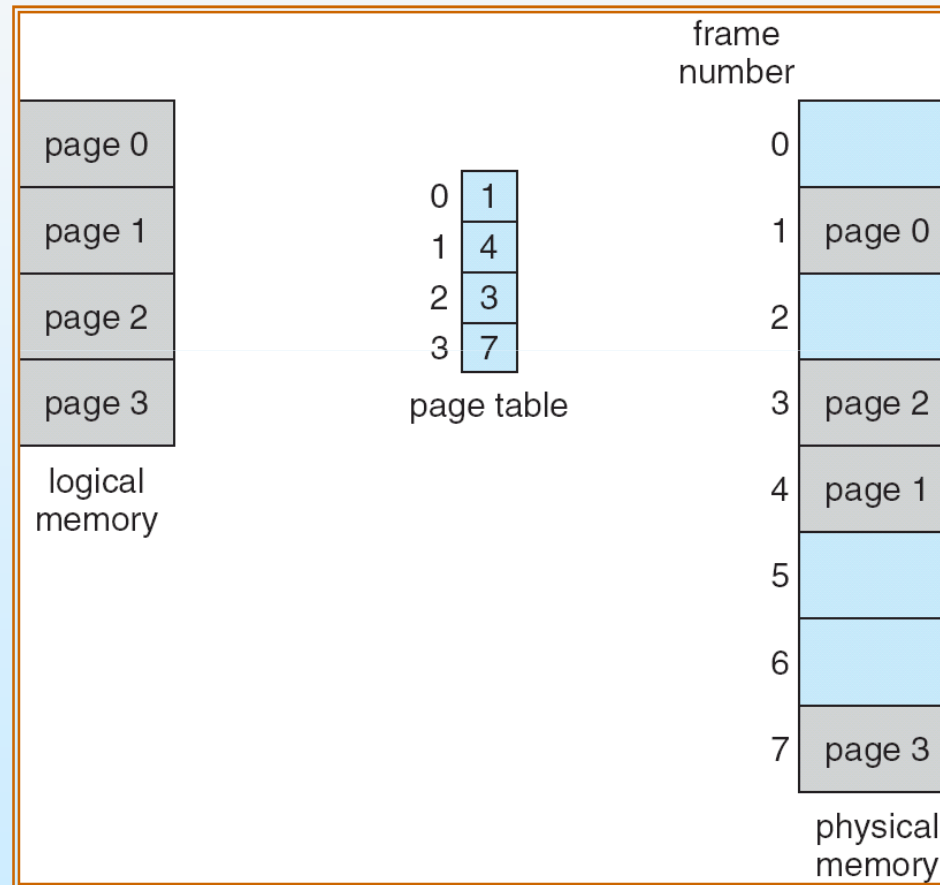 frame
number
page 0
page 1
page 2
page 3
logical
memory
0 1
1 4
2 3
3 7
page table
0
1 page 0
2
3 page 2
4 page 1
5
6
7 page 3
physical
memory